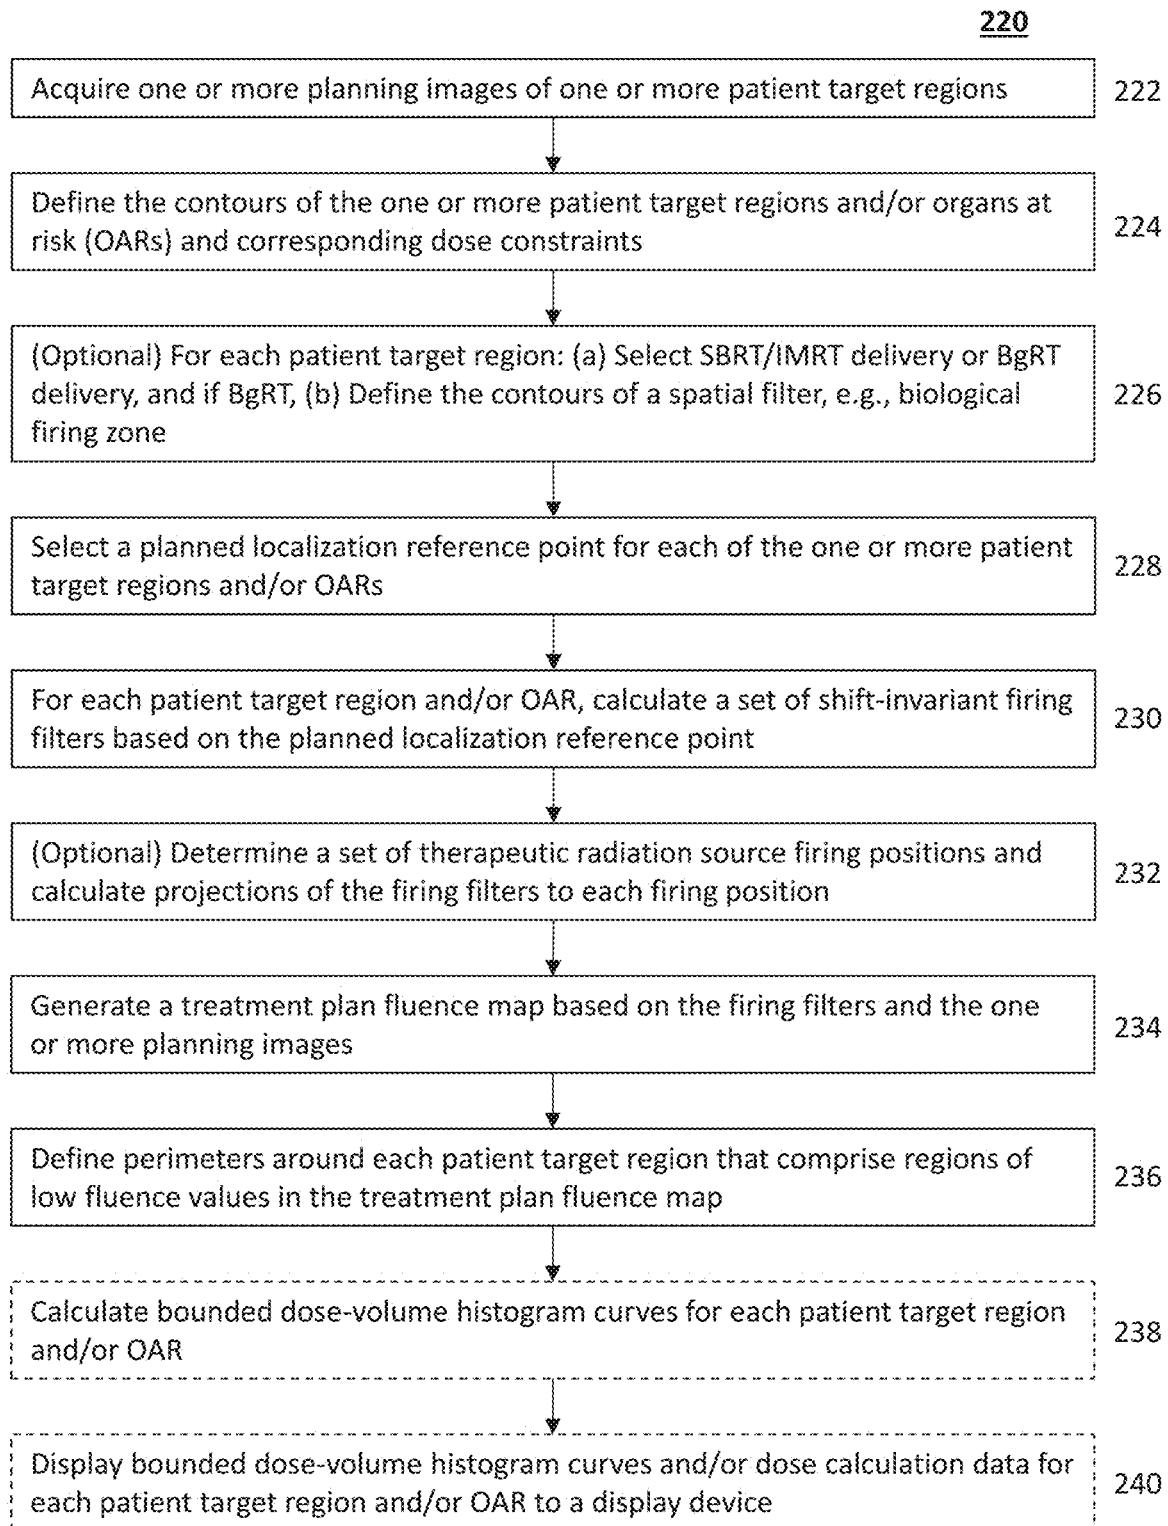 220
Acquire one or more planning images of one or more patient target regions
222
Define the contours of the one or more patient target regions and/or organs at
risk (OARs) and corresponding dose constraints
224
(Optional) For each patient target region: (a) Select SBRT/IMRT delivery or BgRT
delivery, and if BgRT, (b) Define the contours of a spatial filter, e.g., biological
firing zone
226
Select a planned localization reference point for each of the one or more patient
target regions and/or OARs
228
For each patient target region and/or OAR, calculate a set of shift-invariant firing
filters based on the planned localization reference point
230
(Optional) Determine a set of therapeutic radiation source firing positions and
calculate projections of the firing filters to each firing position
232
Generate a treatment plan fluence map based on the firing filters and the one
or more planning images
234
Define perimeters around each patient target region that comprise regions of
low fluence values in the treatment plan fluence map
236
Calculate bounded dose-volume histogram curves for each patient target region
and/or OAR
238
Display bounded dose-volume histogram curves and/or dose calculation data for
each patient target region and/or OAR to a display device
240